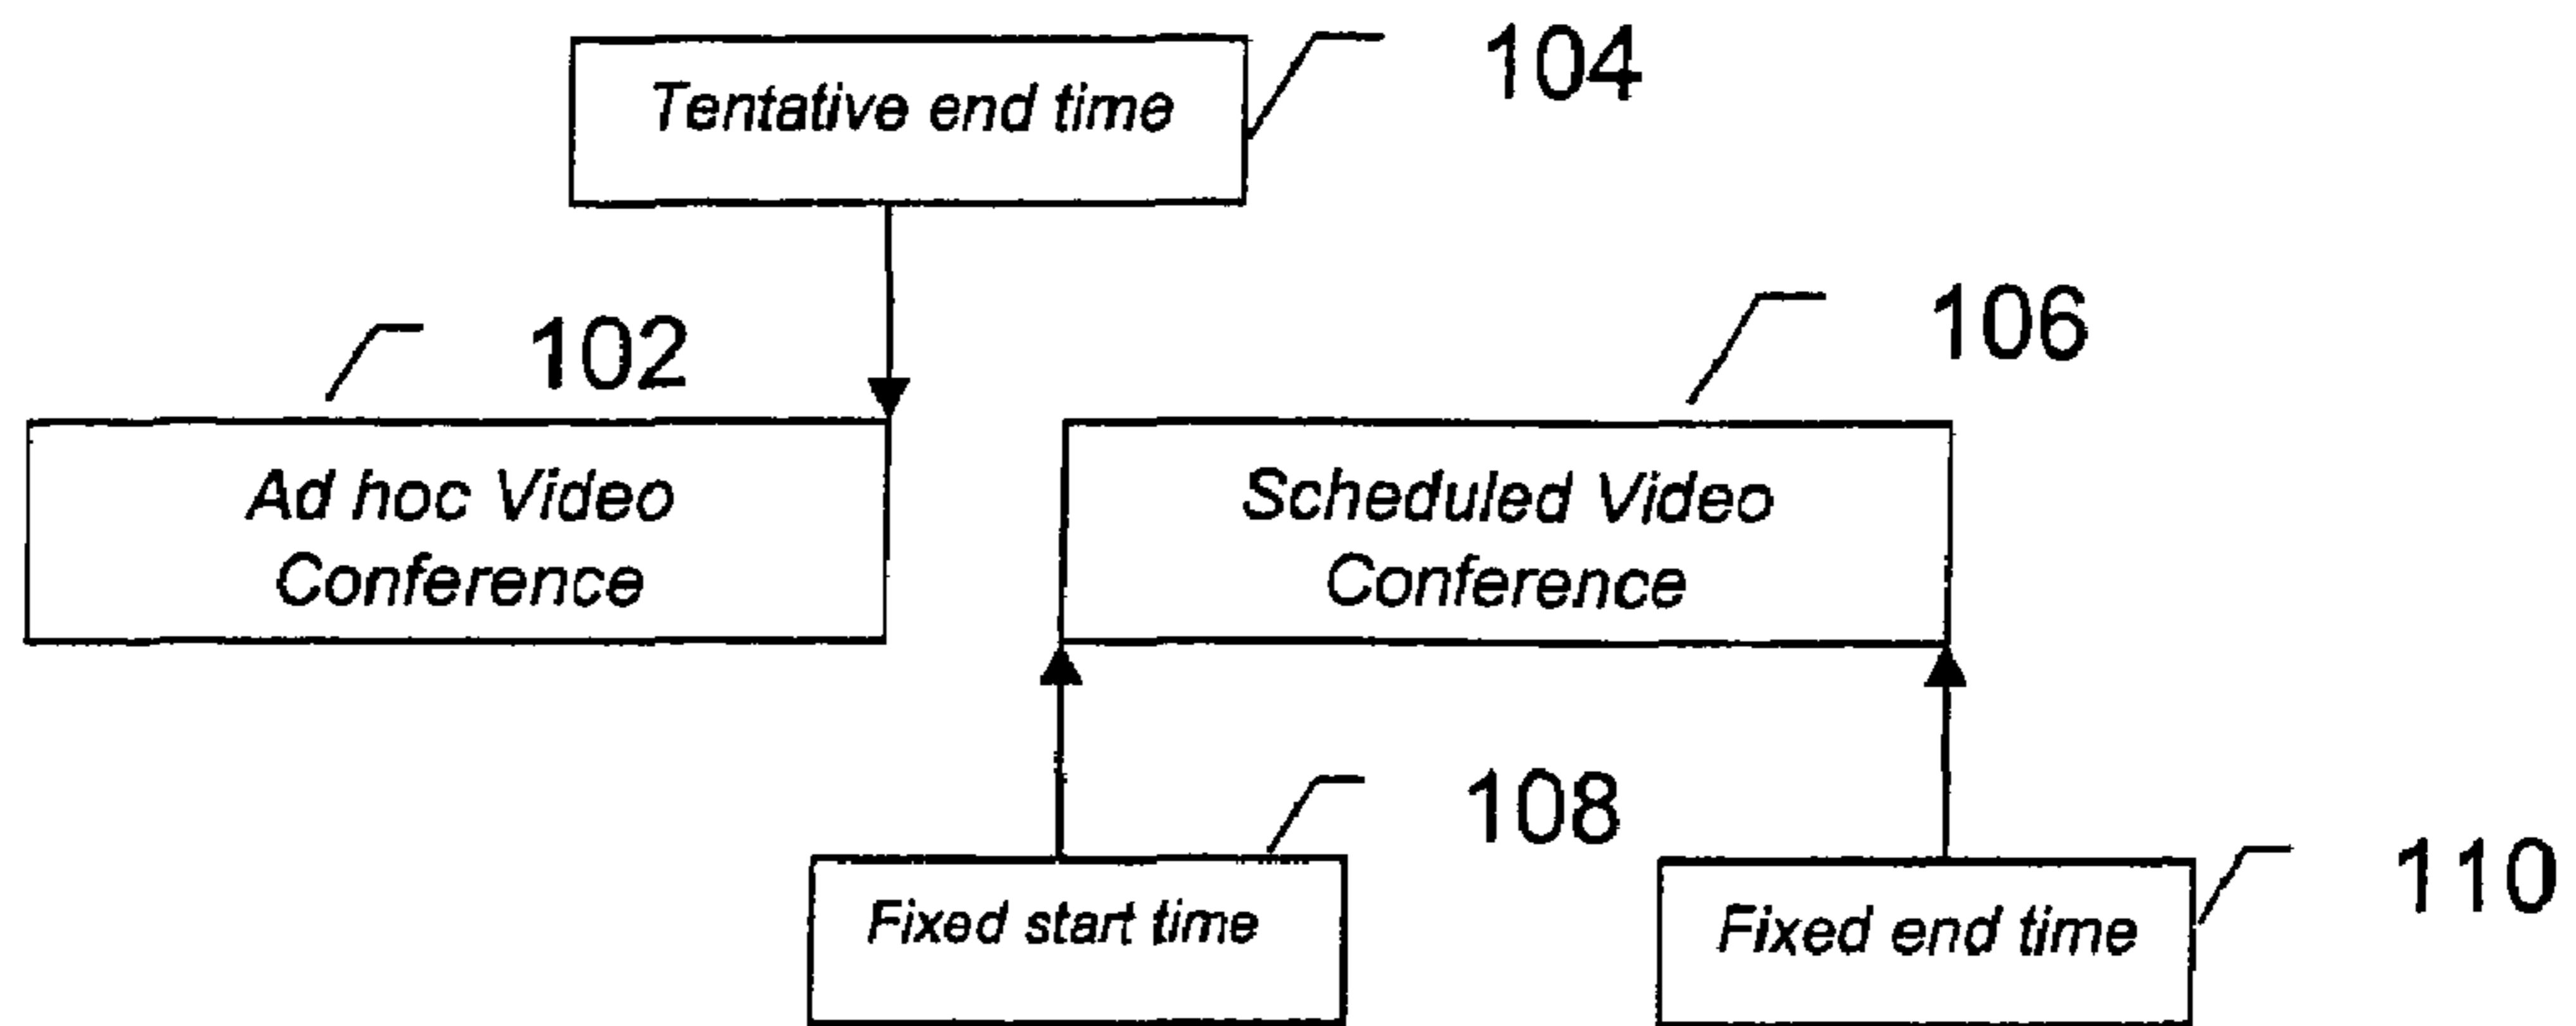 Tentative end time
104
102
106
Ad hoc Video
Conference
Scheduled Video
Conference
108
110
Fixed start time
Fixed end time